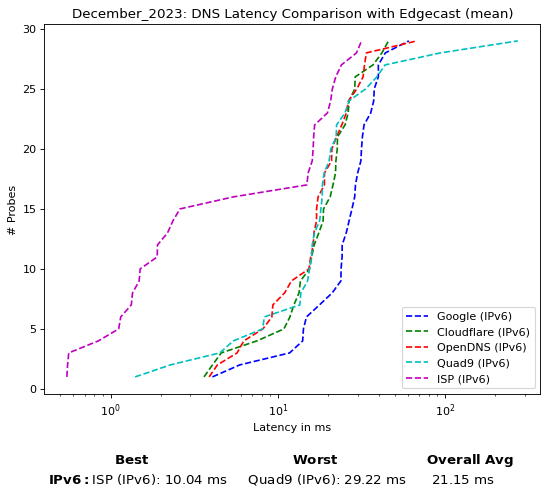 December_2023: DNS Latency Comparison with Edgecast (mean)
30
25
20
15
10
5
0
# Probes
Google (IPv6)
Cloudflare (IPv6)
OpenDNS (IPv6)
Quad9 (IPv6)
ISP (IPv6)
10⁰ 10¹ 10²
Latency in ms
Best Worst Overall Avg
IPv6: ISP (IPv6): 10.04 ms Quad9 (IPv6): 29.22 ms 21.15 ms